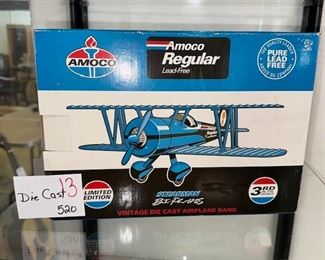 AMOCO
Amoco
Regular
Lead-Free
PURE
LEAD
FREE
LIMITED
EDITION
STEARMAN
BI-PLANE
3RD
VINTAGE DIE CAST AIRPLANE BANK
Die Cast 13
520